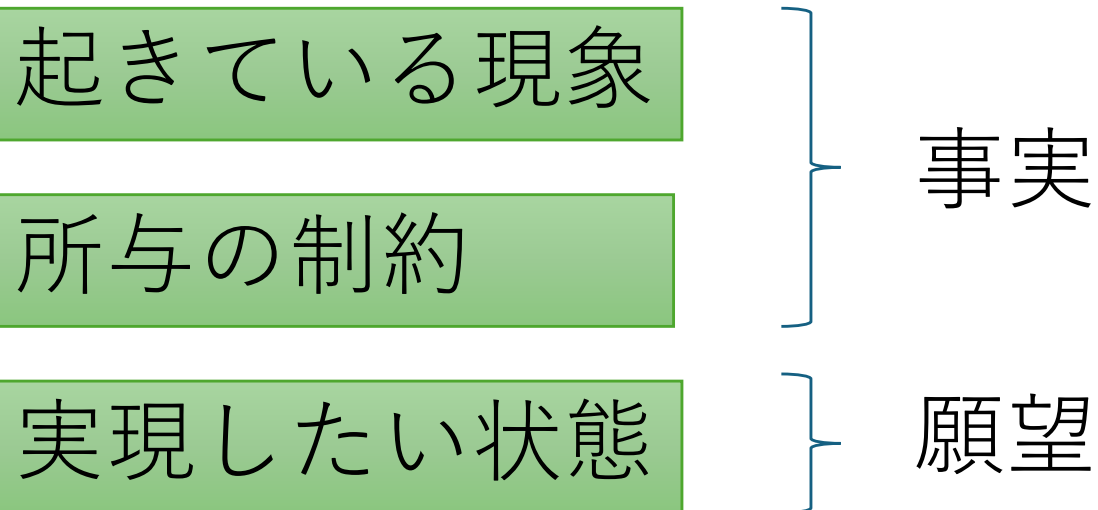 起きている現象
所与の制約
事実
実現したい状態
願望